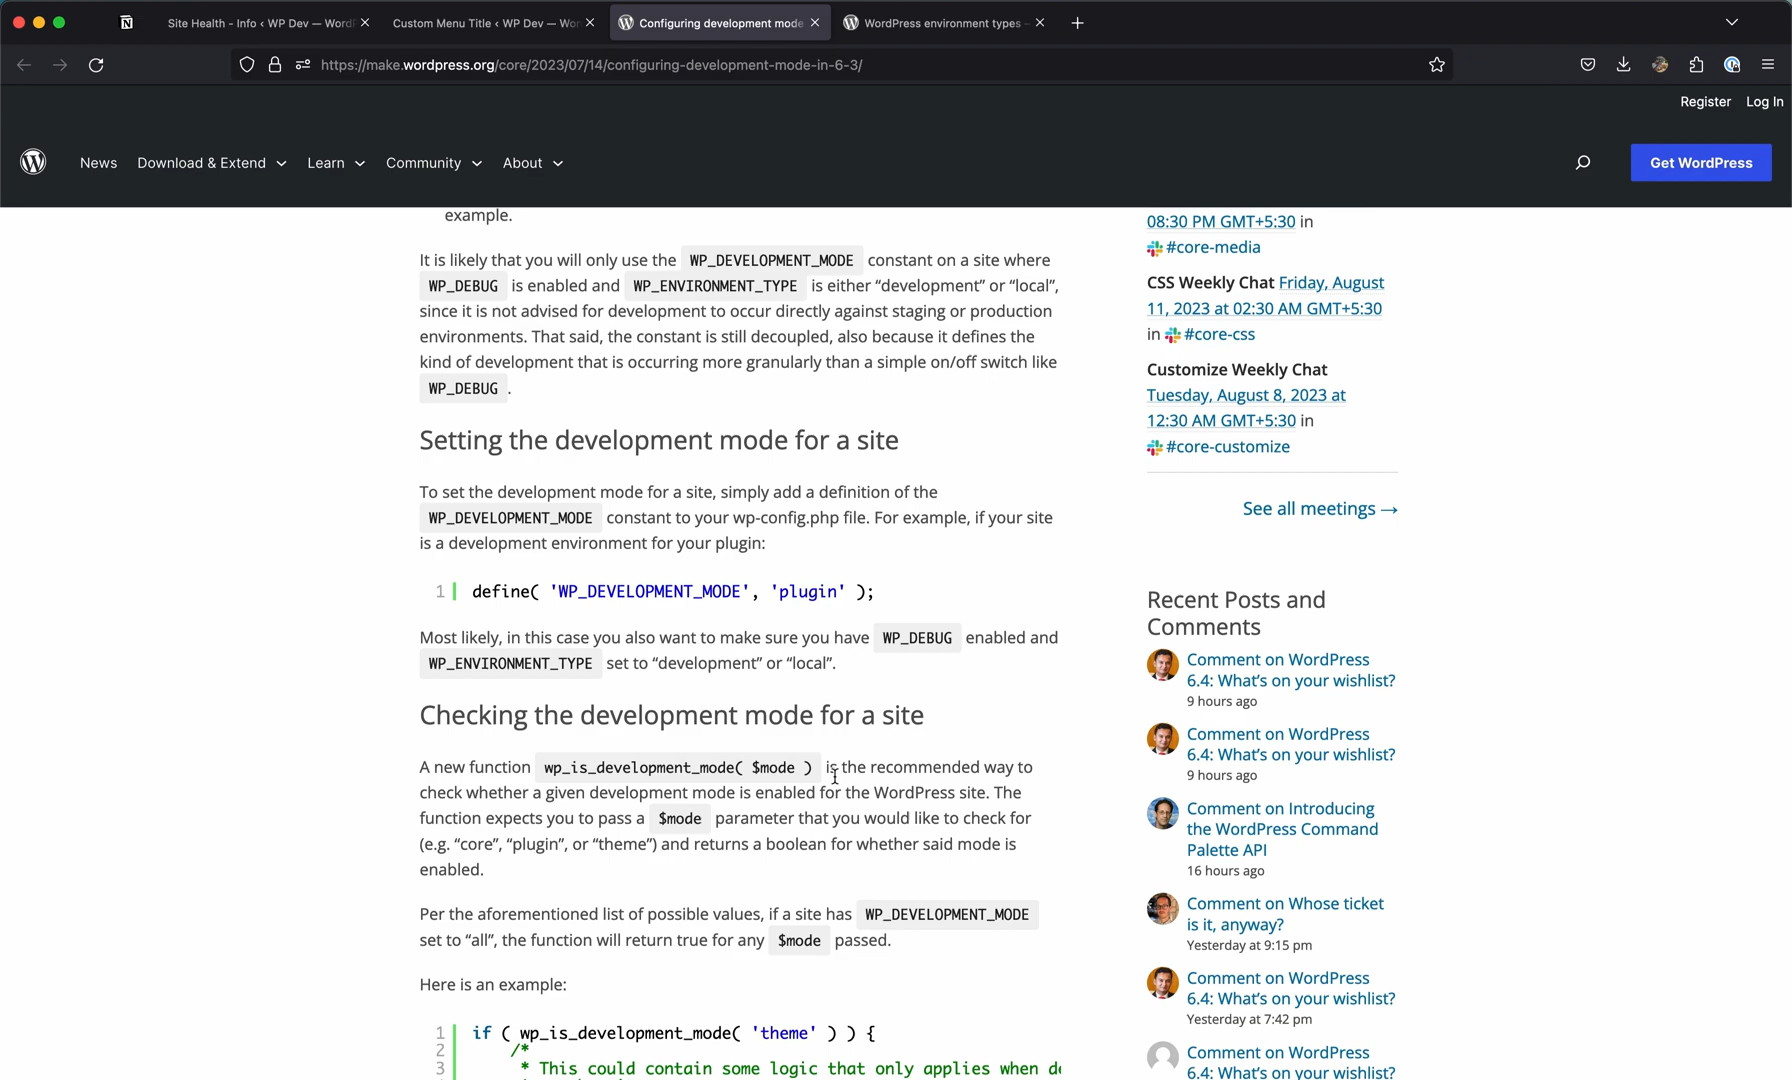 Site Health - Info ‹ WP Dev — WordP
Custom Menu Title ‹ WP Dev — Wor
Configuring development mode
WordPress environment types –
https://make.wordpress.org/core/2023/07/14/configuring-development-mode-in-6-3/
Register Log In
News Download & Extend Learn Community About
Get WordPress
example.
It is likely that you will only use the WP_DEVELOPMENT_MODE constant on a site where
WP_DEBUG is enabled and WP_ENVIRONMENT_TYPE is either “development” or “local”,
since it is not advised for development to occur directly against staging or production
environments. That said, the constant is still decoupled, also because it defines the
kind of development that is occurring more granularly than a simple on/off switch like
WP_DEBUG .
Setting the development mode for a site
To set the development mode for a site, simply add a definition of the
WP_DEVELOPMENT_MODE constant to your wp-config.php file. For example, if your site
is a development environment for your plugin:
1 define( 'WP_DEVELOPMENT_MODE', 'plugin' );
Most likely, in this case you also want to make sure you have WP_DEBUG enabled and
WP_ENVIRONMENT_TYPE set to “development” or “local”.
Checking the development mode for a site
A new function wp_is_development_mode( $mode ) is the recommended way to
check whether a given development mode is enabled for the WordPress site. The
function expects you to pass a $mode parameter that you would like to check for
(e.g. “core”, “plugin”, or “theme”) and returns a boolean for whether said mode is
enabled.
Per the aforementioned list of possible values, if a site has WP_DEVELOPMENT_MODE
set to “all”, the function will return true for any $mode passed.
Here is an example:
1 if ( wp_is_development_mode( 'theme' ) ) {
2 /*
3 * This could contain some logic that only applies when de
08:30 PM GMT+5:30 in
#core-media
CSS Weekly Chat Friday, August
11, 2023 at 02:30 AM GMT+5:30
in #core-css
Customize Weekly Chat
Tuesday, August 8, 2023 at
12:30 AM GMT+5:30 in
#core-customize
See all meetings →
Recent Posts and
Comments
Comment on WordPress
6.4: What’s on your wishlist?
9 hours ago
Comment on WordPress
6.4: What’s on your wishlist?
9 hours ago
Comment on Introducing
the WordPress Command
Palette API
16 hours ago
Comment on Whose ticket
is it, anyway?
Yesterday at 9:15 pm
Comment on WordPress
6.4: What’s on your wishlist?
Yesterday at 7:42 pm
Comment on WordPress
6.4: What’s on your wishlist?